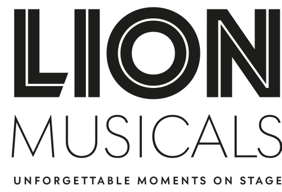 LION
MUSICALS
UNFORGETTABLE MOMENTS ON STAGE